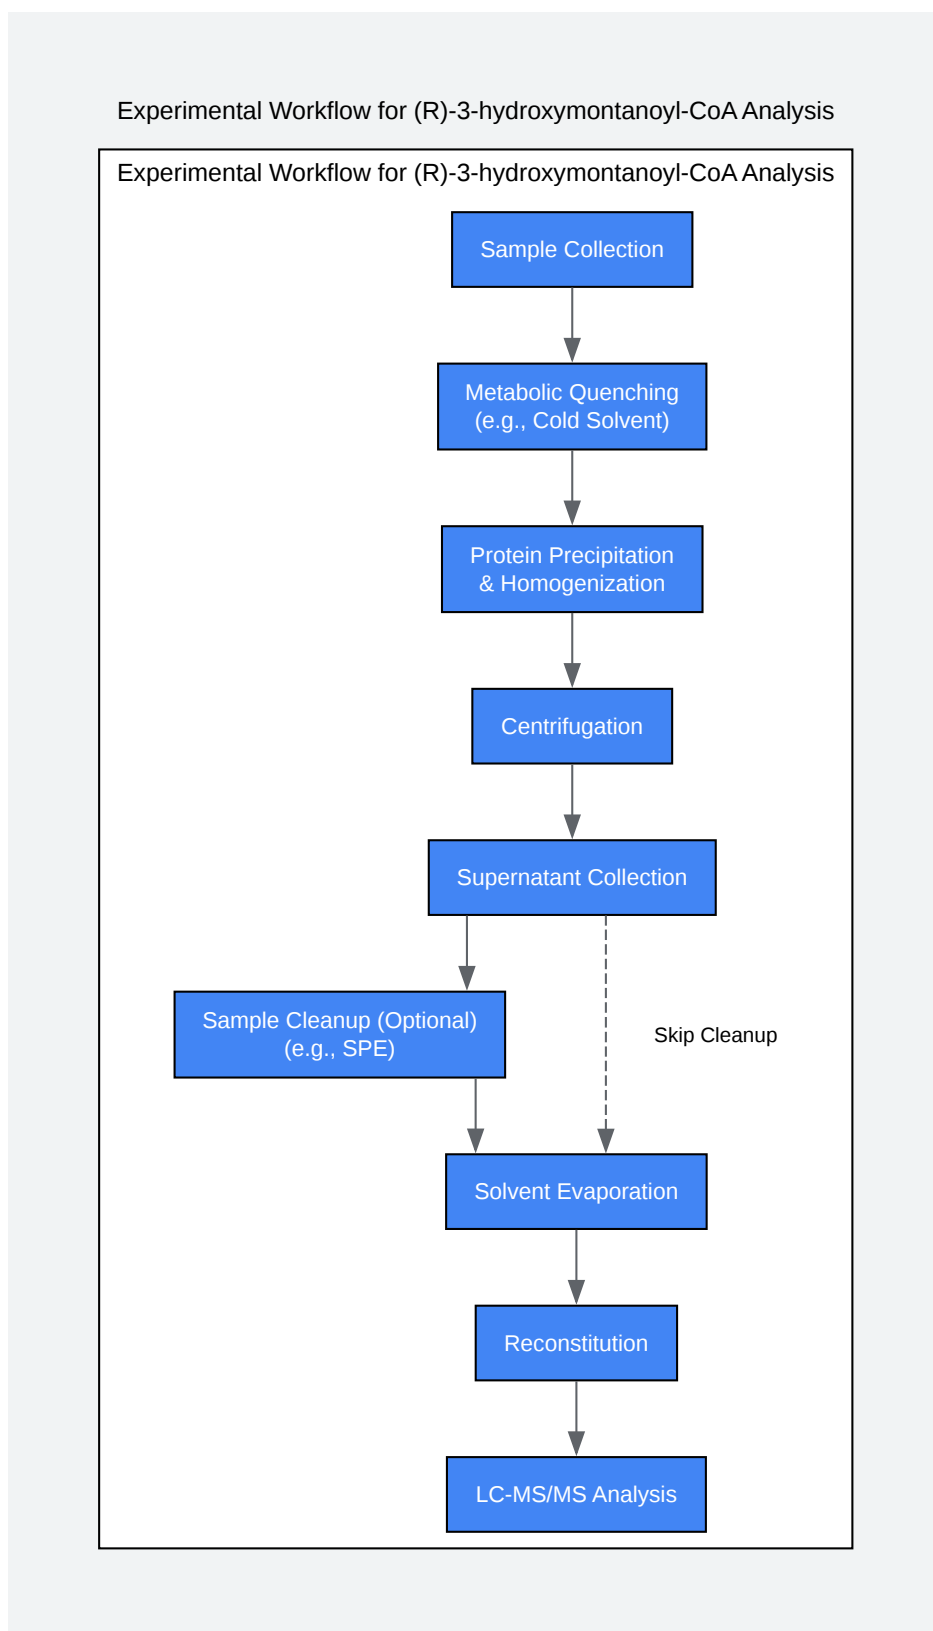 Experimental Workflow for (R)-3-hydroxymontanoyl-CoA Analysis
Experimental Workflow for (R)-3-hydroxymontanoyl-CoA Analysis
Sample Collection
Metabolic Quenching
(e.g., Cold Solvent)
Protein Precipitation
& Homogenization
Centrifugation
Supernatant Collection
Sample Cleanup (Optional)
(e.g., SPE)
Skip Cleanup
Solvent Evaporation
Reconstitution
LC-MS/MS Analysis